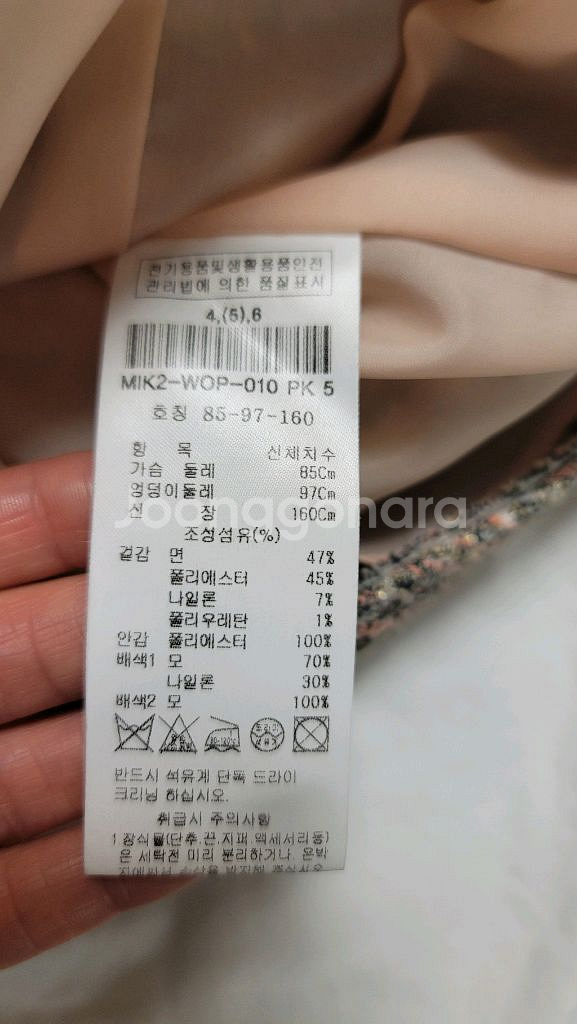 전기용품및생활용품안전
관리법에 의한 품질표시
4,(5),6
MIK2-WOP-010 PK 5
호칭 85-97-160
항 목 신체치수
가슴 둘레 85Cm
엉덩이둘레 97Cm
신 장 160Cm
Joonagonara
조성섬유(%)
겉감 면 47%
폴리에스터 45%
나일론 7%
폴리우레탄 1%
안감 폴리에스터 100%
배색1 모 70%
나일론 30%
배색2 모 100%
80~120℃
드라이
반드시 석유계 단독 드라이
크리닝 하십시오.
취급시 주의사항
1.장식물(단추.끈.지퍼 액세서리등)
은 세탁전 미리 분리하거나 은박